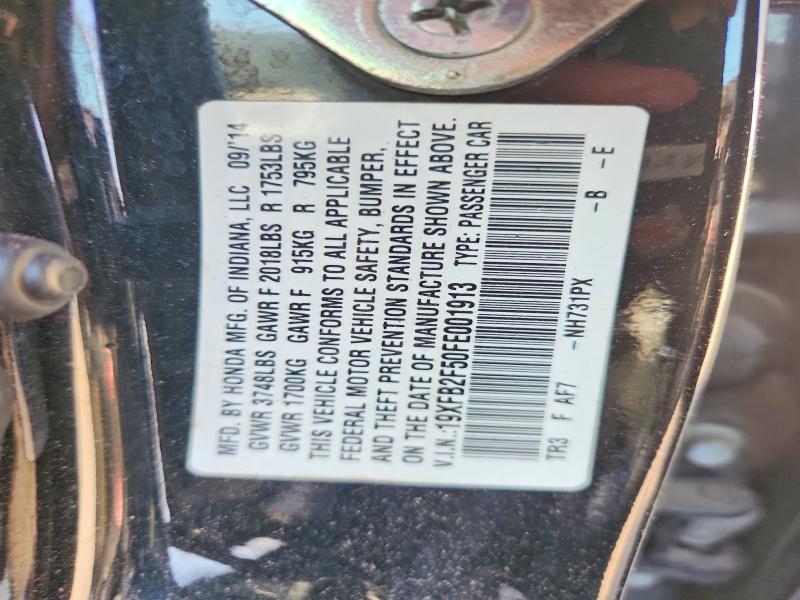 MFD. BY HONDA MFG. OF INDIANA, LLC 09/'14
GVWR 3748LBS GAWR F 2018LBS R 1753LBS
GVWR 1700KG GAWR F 915KG R 795KG
THIS VEHICLE CONFORMS TO ALL APPLICABLE
FEDERAL MOTOR VEHICLE SAFETY, BUMPER,
AND THEFT PREVENTION STANDARDS IN EFFECT
ON THE DATE OF MANUFACTURE SHOWN ABOVE.
V.I.N.:19XFB2F50FE001913 TYPE: PASSENGER CAR
TR3 F AF7 -NH731PX -B -E